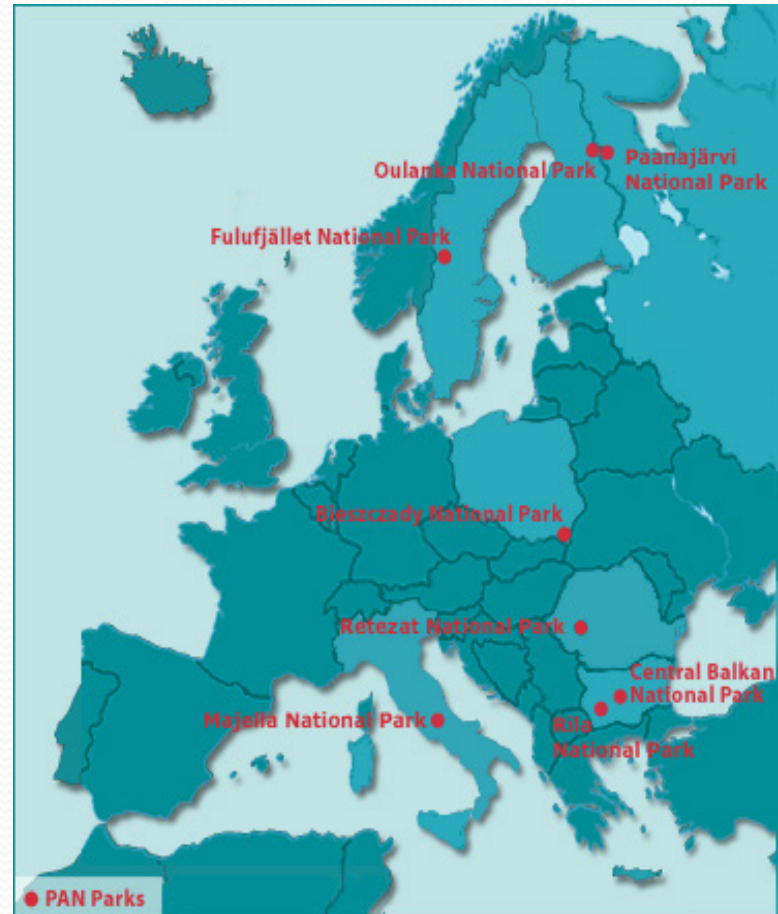 Oulanka National Park
Paanajärvi
National Park
Fulufjället National Park
Bieszczady National Park
Retezat National Park
Central Balkan
National Park
Majella National Park
Rila
National Park
PAN Parks